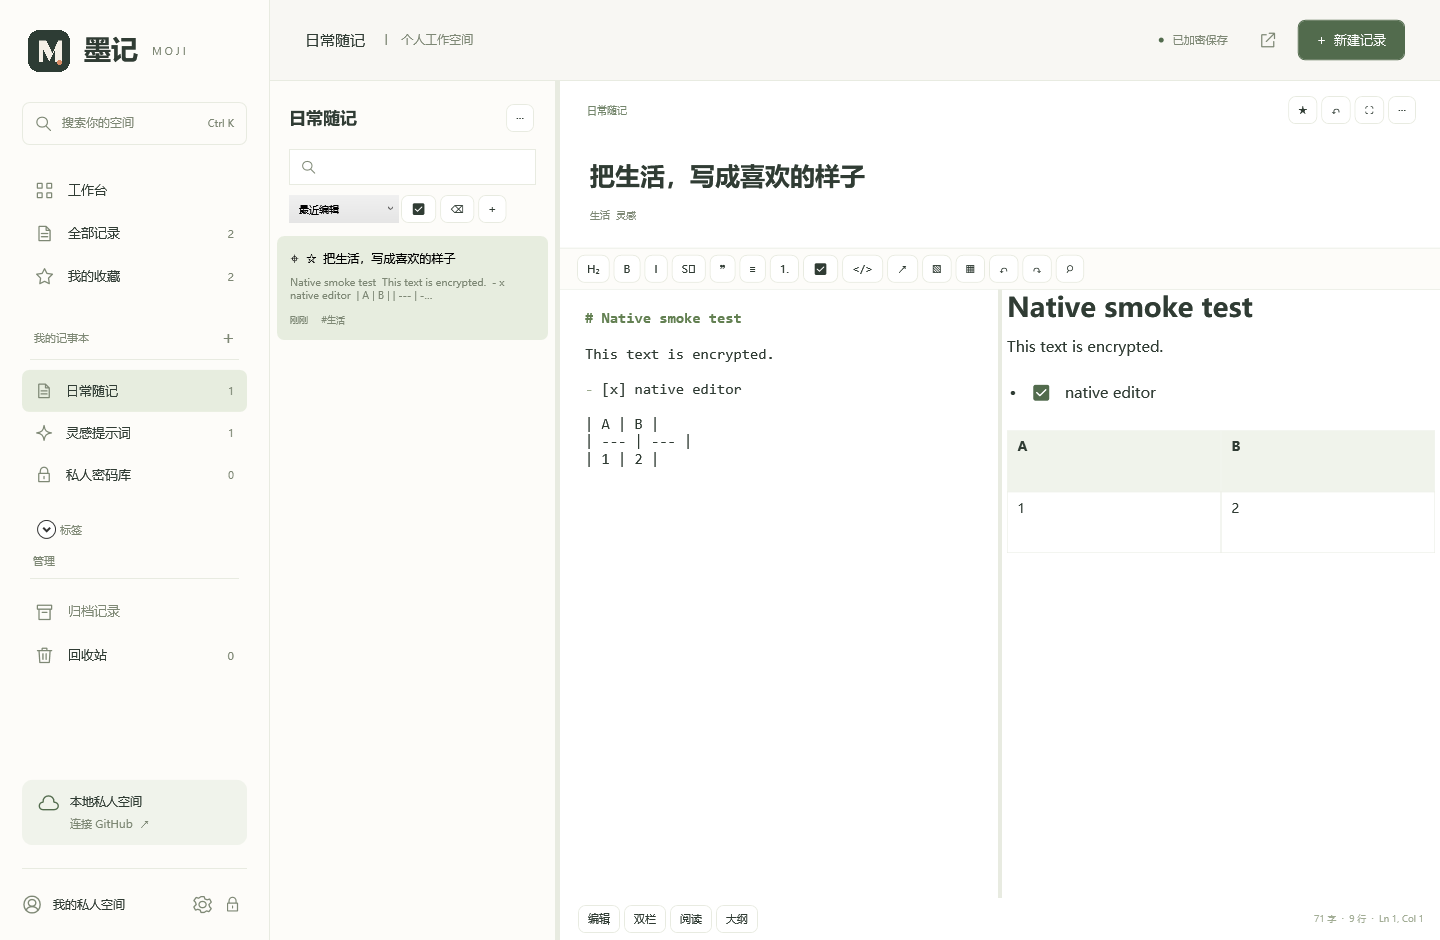 M 墨记 MOJI
搜索你的空间 Ctrl K
工作台
全部记录 2
我的收藏 2
我的记事本 +
日常随记 1
灵感提示词 1
私人密码库 0
标签
管理
归档记录
回收站 0
本地私人空间
连接 GitHub ↗
我的私人空间
日常随记 | 个人工作空间
• 已加密保存
+ 新建记录
日常随记
...
最近编辑
+
把生活，写成喜欢的样子
Native smoke test This text is encrypted. - x
native editor | A | B | | --- | -...
刚刚 #生活
日常随记
★ ...
把生活，写成喜欢的样子
生活 灵感
H₂ B I S ” ≡ 1. </> ↗
# Native smoke test
This text is encrypted.
- [x] native editor
| A | B |
| --- | --- |
| 1 | 2 |
Native smoke test
This text is encrypted.
• native editor
A B
1 2
编辑 双栏 阅读 大纲
71 字 · 9 行 · Ln 1, Col 1